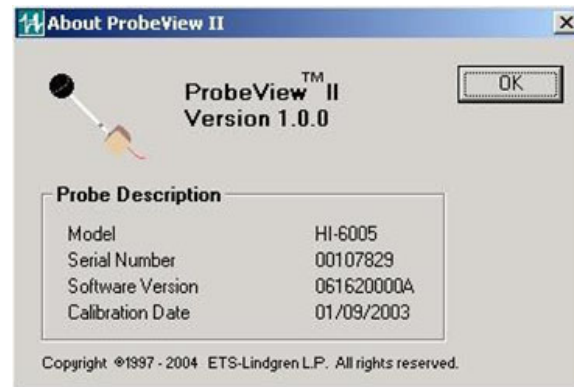 About ProbeView II
ProbeView™ II
Version 1.0.0
OK
Probe Description
Model HI-6005
Serial Number 00107829
Software Version 061620000A
Calibration Date 01/09/2003
Copyright ©1997 - 2004 ETS-Lindgren L.P. All rights reserved.